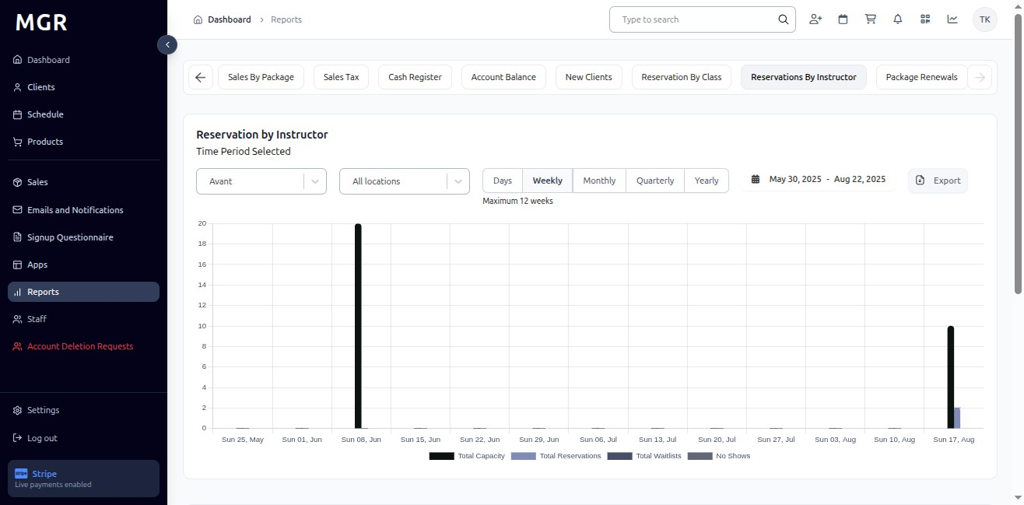 MGR
Dashboard
Clients
Schedule
Products
Sales
Emails and Notifications
Signup Questionnaire
Apps
Reports
Staff
Account Deletion Requests
Settings
Log out
stripe
Stripe
Live payments enabled
Dashboard > Reports
Type to search
TK
Sales By Package
Sales Tax
Cash Register
Account Balance
New Clients
Reservation By Class
Reservations By Instructor
Package Renewals
Reservation by Instructor
Time Period Selected
Avant
All locations
Days
Weekly
Monthly
Quarterly
Yearly
May 30, 2025 - Aug 22, 2025
Export
Maximum 12 weeks
20
18
16
14
12
10
8
6
4
2
0
Sun 25, May
Sun 01, Jun
Sun 08, Jun
Sun 15, Jun
Sun 22, Jun
Sun 29, Jun
Sun 06, Jul
Sun 13, Jul
Sun 20, Jul
Sun 27, Jul
Sun 03, Aug
Sun 10, Aug
Sun 17, Aug
Total Capacity
Total Reservations
Total Waitlists
No Shows